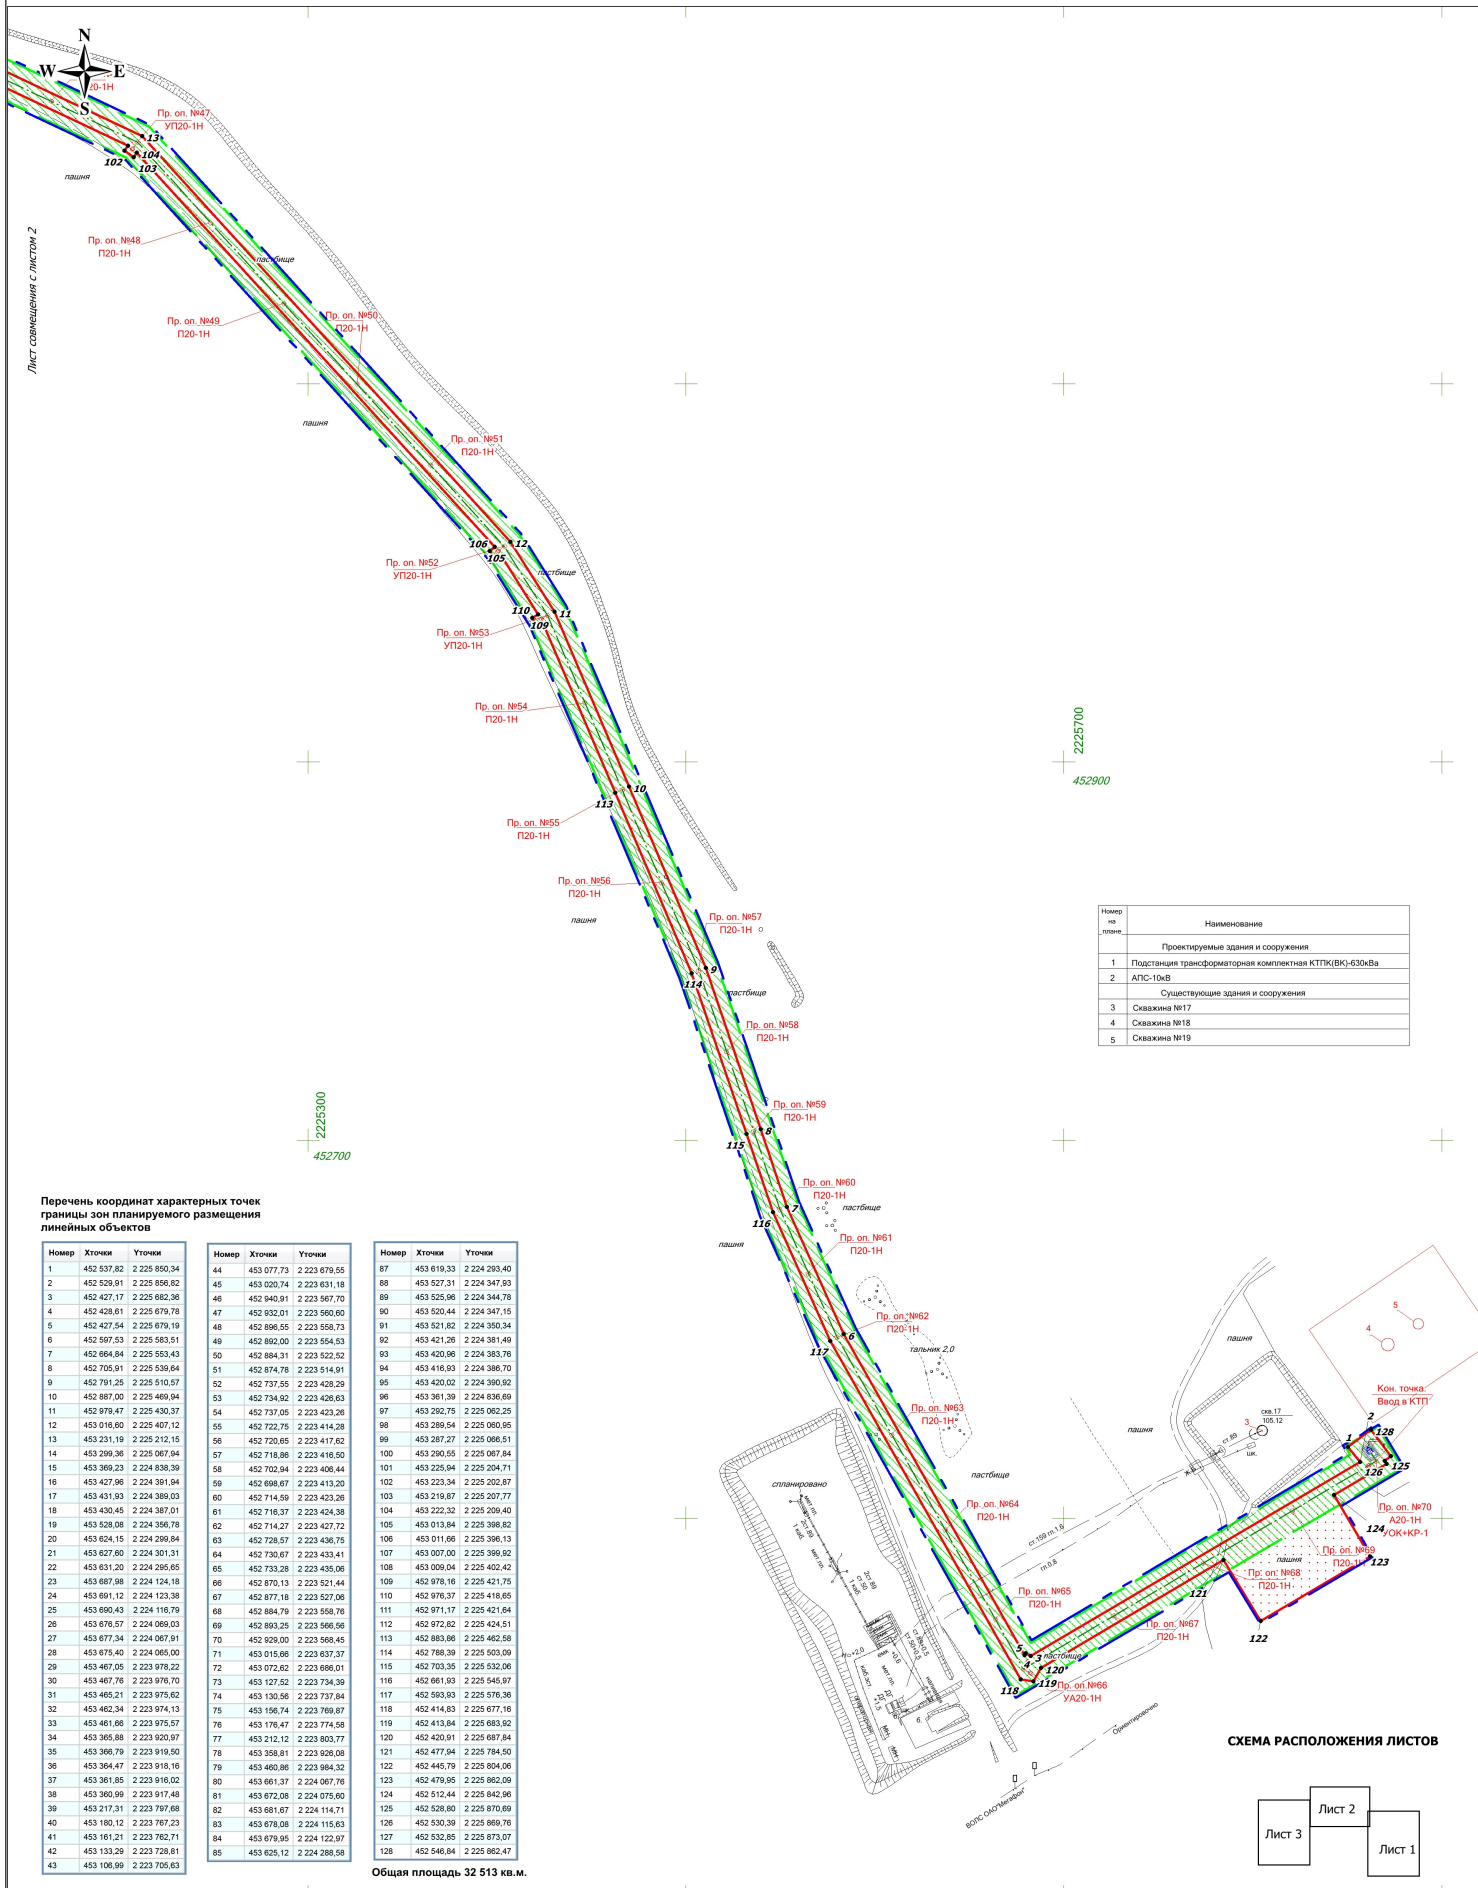 N
W E
S
20-1Н
Пр. оп. №47
УП20-1Н
13
104
102
103
пашня
Лист совмещения с листом 2
Пр. оп. №48
П20-1Н
пастбище
Пр. оп. №49
П20-1Н
Пр. оп. №50
П20-1Н
пашня
Пр. оп. №51
П20-1Н
106
12
105
Пр. оп. №52
УП20-1Н
пастбище
110
11
109
Пр. оп. №53
УП20-1Н
Пр. оп. №54
П20-1Н
2225700
452900
10
113
Пр. оп. №55
П20-1Н
Пр. оп. №56
П20-1Н
пашня
Пр. оп. №57
П20-1Н
9
114
пастбище
Пр. оп. №58
П20-1Н
Номер на плане Наименование
Проектируемые здания и сооружения
1 Подстанция трансформаторная комплектная КТПК(ВК)-630кВа
2 АПС-10кВ
Существующие здания и сооружения
3 Скважина №17
4 Скважина №18
5 Скважина №19
2225300
452700
Пр. оп. №59
П20-1Н
8
115
Пр. оп. №60
П20-1Н
7
пастбище
116
пашня
Пр. оп. №61
П20-1Н
Пр. оп. №62
П20-1Н
6
117
тальник 2,0
Пр. оп. №63
П20-1Н
пастбище
Пр. оп. №64
П20-1Н
спланировано
пашня
пашня
5
4
скв.17
105,12
3
шк.
ст.89
Ж.Б.
Кон. точка.
Ввод в КТП
2
1
128
126
125
Пр. оп. №70
А20-1Н
УОК+КР-1
124
Пр. оп. №69
П20-1Н
123
пашня
Пр. оп. №68
П20-1Н
121
122
ст.159 гл.1,6
гл.0,8
Пр. оп. №65
П20-1Н
Пр. оп. №67
П20-1Н
5
3
4
пастбище
120
118
119
Пр. оп. №66
УА20-1Н
Ориентировочно
ВОЛС ОАО"Мегафон"
Перечень координат характерных точек
границы зон планируемого размещения
линейных объектов
Номер Xточки Yточки
1 452 537,82 2 225 850,34
2 452 529,91 2 225 856,82
3 452 427,17 2 225 682,36
4 452 428,61 2 225 679,78
5 452 427,54 2 225 679,19
6 452 597,53 2 225 583,51
7 452 664,84 2 225 553,43
8 452 705,91 2 225 539,64
9 452 791,25 2 225 510,57
10 452 887,00 2 225 469,94
11 452 979,47 2 225 430,37
12 453 016,60 2 225 407,12
13 453 231,19 2 225 212,15
14 453 299,36 2 225 067,94
15 453 369,23 2 224 838,39
16 453 427,96 2 224 391,94
17 453 431,93 2 224 389,03
18 453 430,45 2 224 387,01
19 453 528,08 2 224 356,78
20 453 624,15 2 224 299,84
21 453 627,60 2 224 301,31
22 453 631,20 2 224 295,65
23 453 687,98 2 224 124,18
24 453 691,12 2 224 123,38
25 453 690,43 2 224 116,79
26 453 676,57 2 224 069,03
27 453 677,34 2 224 067,91
28 453 675,40 2 224 065,00
29 453 467,05 2 223 978,22
30 453 467,76 2 223 976,70
31 453 465,21 2 223 975,62
32 453 462,34 2 223 974,13
33 453 461,66 2 223 975,57
34 453 365,88 2 223 920,97
35 453 366,79 2 223 919,50
36 453 364,47 2 223 918,16
37 453 361,85 2 223 916,02
38 453 360,99 2 223 917,48
39 453 217,31 2 223 797,68
40 453 180,12 2 223 767,23
41 453 161,21 2 223 762,71
42 453 133,29 2 223 728,81
43 453 106,99 2 223 705,63
Номер Xточки Yточки
44 453 077,73 2 223 679,55
45 453 020,74 2 223 631,18
46 452 940,91 2 223 567,70
47 452 932,01 2 223 560,60
48 452 896,55 2 223 558,73
49 452 892,00 2 223 554,53
50 452 884,31 2 223 522,52
51 452 874,78 2 223 514,91
52 452 737,55 2 223 428,29
53 452 734,92 2 223 426,63
54 452 737,05 2 223 423,26
55 452 722,75 2 223 414,28
56 452 720,65 2 223 417,62
57 452 718,86 2 223 416,50
58 452 702,94 2 223 406,44
59 452 698,67 2 223 413,20
60 452 714,59 2 223 423,26
61 452 716,37 2 223 424,38
62 452 714,27 2 223 427,72
63 452 728,57 2 223 436,75
64 452 730,67 2 223 433,41
65 452 733,28 2 223 435,06
66 452 870,13 2 223 521,44
67 452 877,18 2 223 527,06
68 452 884,79 2 223 558,76
69 452 893,25 2 223 566,56
70 452 929,00 2 223 568,45
71 453 015,66 2 223 637,37
72 453 072,62 2 223 686,01
73 453 127,52 2 223 734,39
74 453 130,56 2 223 737,84
75 453 156,74 2 223 769,87
76 453 176,47 2 223 774,58
77 453 212,12 2 223 803,77
78 453 358,81 2 223 926,08
79 453 460,86 2 223 984,32
80 453 661,37 2 224 067,76
81 453 672,08 2 224 075,60
82 453 681,67 2 224 114,71
83 453 678,08 2 224 115,63
84 453 679,95 2 224 122,97
85 453 625,12 2 224 288,58
Номер Xточки Yточки
87 453 619,33 2 224 293,40
88 453 527,31 2 224 347,93
89 453 525,96 2 224 344,78
90 453 520,44 2 224 347,15
91 453 521,82 2 224 350,34
92 453 421,26 2 224 381,49
93 453 420,96 2 224 383,76
94 453 416,93 2 224 386,70
95 453 420,02 2 224 390,92
96 453 361,39 2 224 836,69
97 453 292,75 2 225 062,25
98 453 289,54 2 225 060,95
99 453 287,27 2 225 066,51
100 453 290,55 2 225 067,84
101 453 225,94 2 225 204,71
102 453 223,34 2 225 202,87
103 453 219,87 2 225 207,77
104 453 222,32 2 225 209,40
105 453 013,84 2 225 398,82
106 453 011,66 2 225 396,13
107 453 007,00 2 225 399,92
108 453 009,04 2 225 402,42
109 452 978,16 2 225 421,75
110 452 976,37 2 225 418,65
111 452 971,17 2 225 421,64
112 452 972,82 2 225 424,51
113 452 883,86 2 225 462,58
114 452 788,39 2 225 503,09
115 452 703,35 2 225 532,06
116 452 661,93 2 225 545,97
117 452 593,93 2 225 576,36
118 452 414,83 2 225 677,16
119 452 413,84 2 225 683,92
120 452 420,91 2 225 687,84
121 452 477,94 2 225 784,50
122 452 445,79 2 225 804,06
123 452 479,95 2 225 862,09
124 452 512,44 2 225 842,96
125 452 528,80 2 225 870,69
126 452 530,39 2 225 869,76
127 452 532,85 2 225 873,07
128 452 546,84 2 225 862,47
Общая площадь 32 513 кв.м.
СХЕМА РАСПОЛОЖЕНИЯ ЛИСТОВ
Лист 2
Лист 3
Лист 1